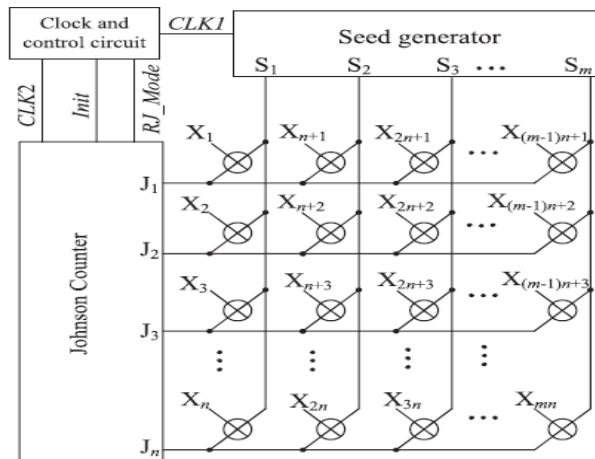 Clock and
control circuit
CLK1
Seed generator
S1 S2 S3 ••• Sm
CLK2
Init
RJ_Mode
X1 Xn+1 X2n+1 ••• X(m-1)n+1
J1
X2 Xn+2 X2n+2 ••• X(m-1)n+2
J2
X3 Xn+3 X2n+3 ••• X(m-1)n+3
J3
Johnson Counter
Xn X2n X3n ••• Xmn
Jn